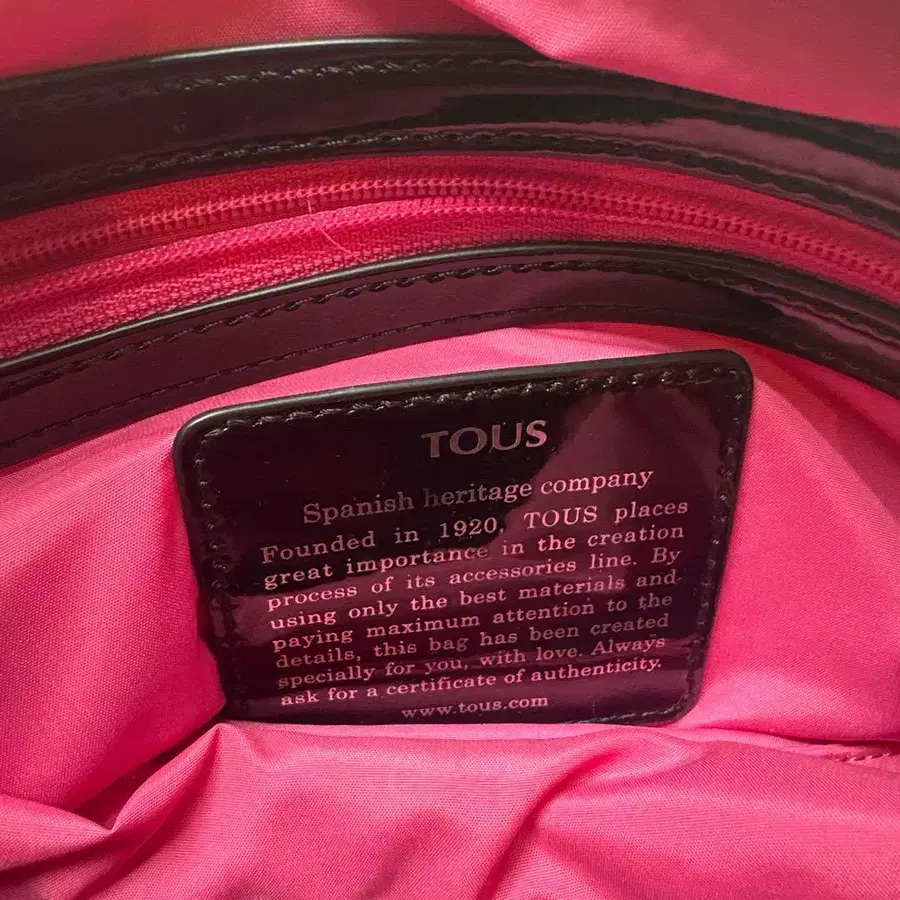 TOUS
Spanish heritage company
Founded in 1920, TOUS places
great importance in the creation
process of its accessories line. By
using only the best materials and
paying maximum attention to the
details, this bag has been created
specially for you, with love. Always
ask for a certificate of authenticity.
www.tous.com